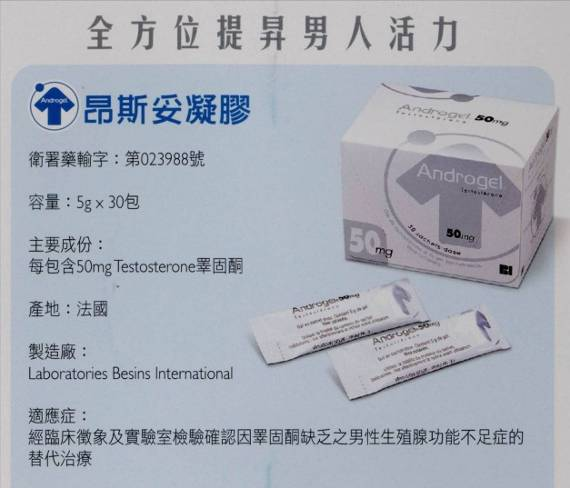 全方位提昇男人活力
Androgel 昂斯妥凝膠
衛署藥輸字：第023988號
容量：5g x 30包
主要成份：
每包含50mg Testosterone睪固酮
產地：法國
製造廠：
Laboratories Besins International
適應症：
經臨床徵象及實驗室檢驗確認因睪固酮缺乏之男性生殖腺功能不足症的
替代治療
Androgel 50mg
Testosterone
Androgel
Testosterone
50mg
30 sachets-dose
50mg
Androgel 50mg
Testosterone
Androgel 50mg
Testosterone